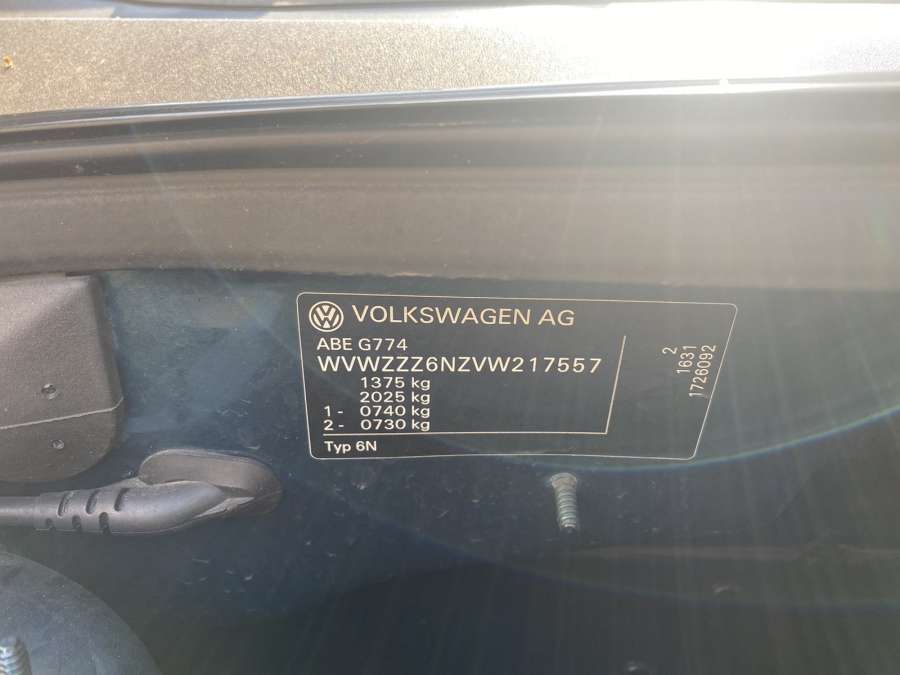 VOLKSWAGEN AG
ABE G774
WVWZZZ6NZVW217557
1375 kg
2025 kg
1 - 0740 kg
2 - 0730 kg
Typ 6N
2
1631
1726092